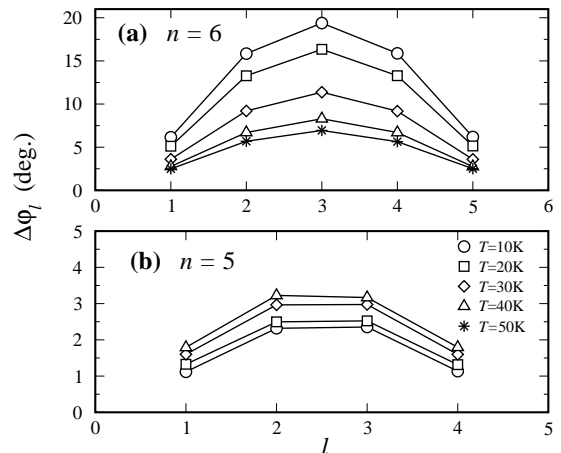 20
(a) n = 6
15
10
5
0
0 1 2 3 4 5 6
Δφl (deg.)
5
(b) n = 5
4
3
2
1
0
T=10K
T=20K
T=30K
T=40K
T=50K
0 1 2 3 4 5
l